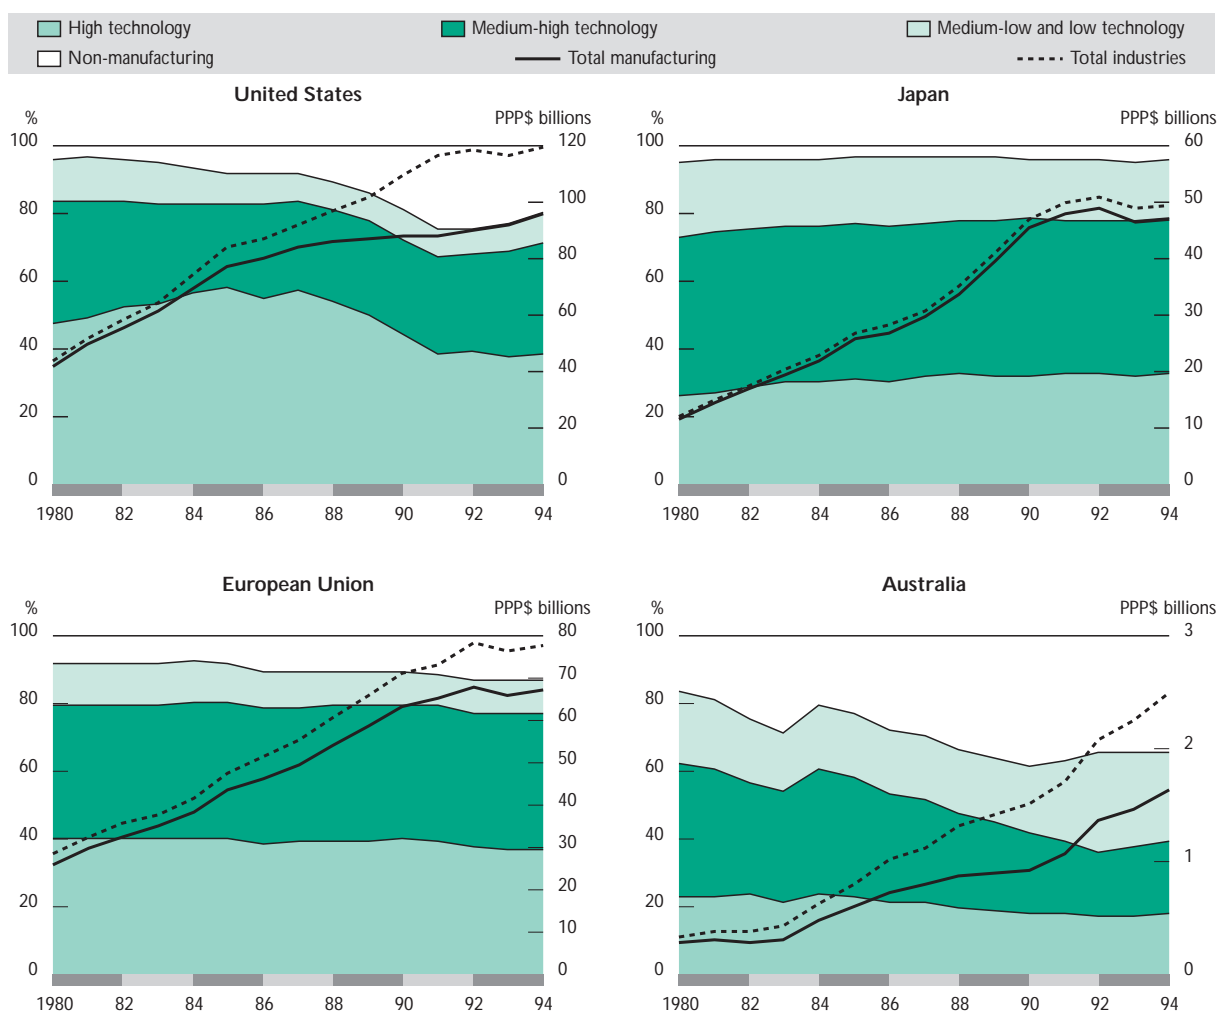 High technology Medium-high technology Medium-low and low technology
Non-manufacturing Total manufacturing Total industries
United States
% PPP$ billions
100 120
80 100
60 80
40 60
20 40
0 20
0
1980 82 84 86 88 90 92 94
Japan
% PPP$ billions
100 60
80 50
60 40
40 30
20 20
0 10
0
1980 82 84 86 88 90 92 94
European Union
% PPP$ billions
100 80
80 70
60 60
40 50
20 40
0 30
20
10
0
1980 82 84 86 88 90 92 94
Australia
% PPP$ billions
100 3
80 2
60 1
40 0
20
0
1980 82 84 86 88 90 92 94